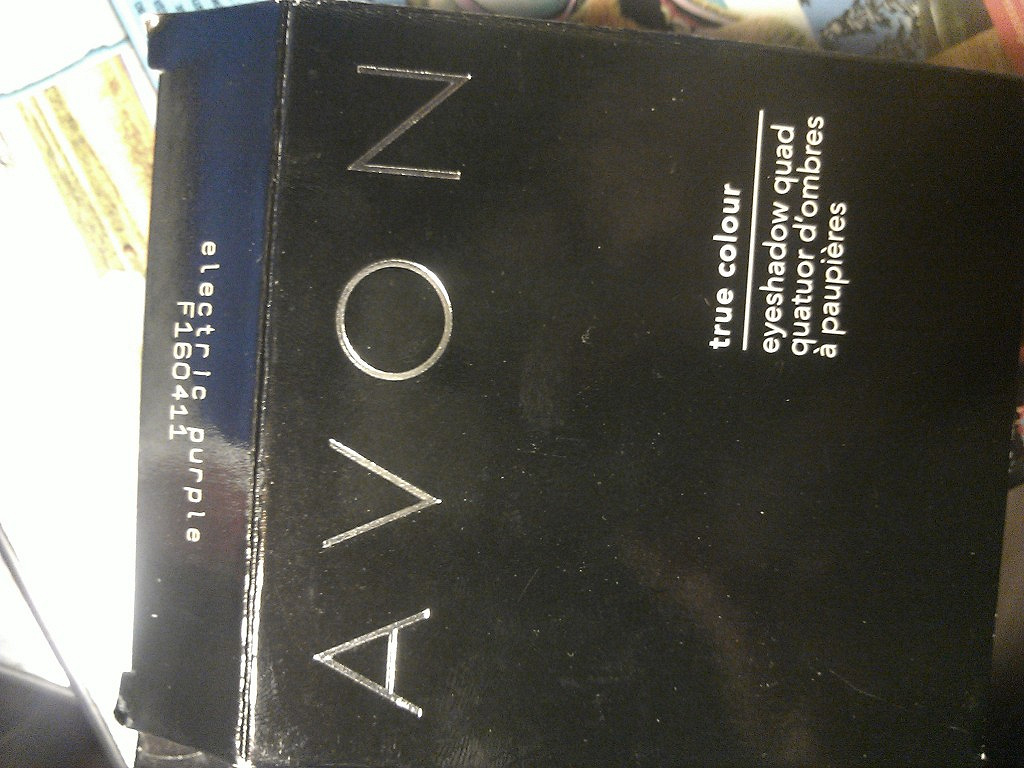 AVON
true colour
eyeshadow quad
quatuor d'ombres
à paupières
electric purple
F160411